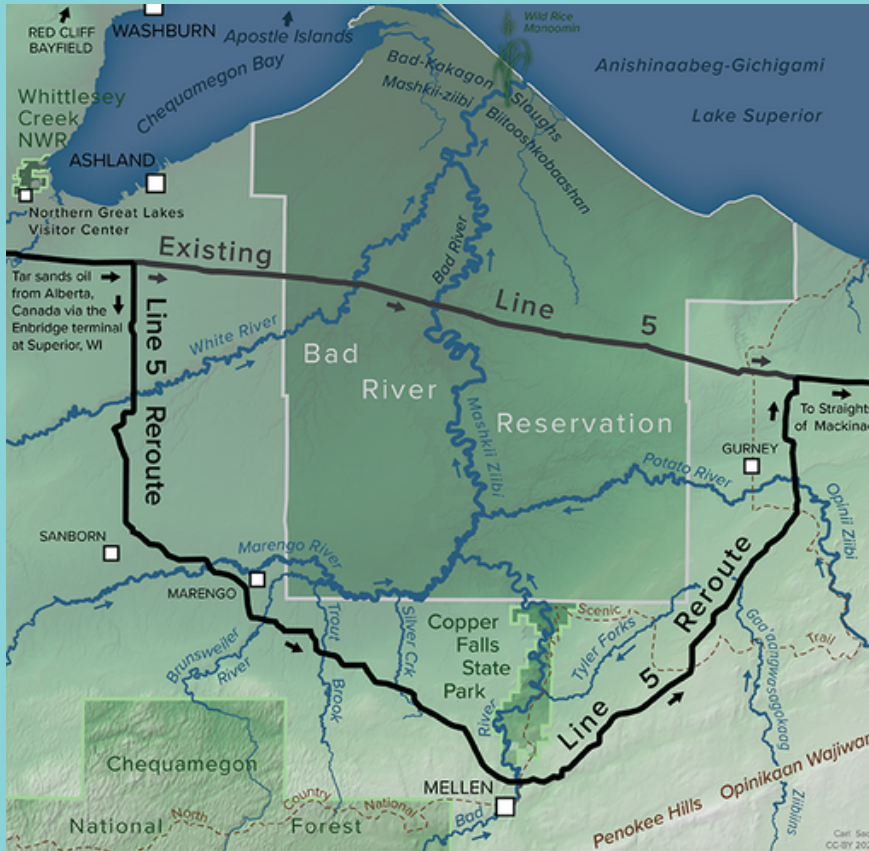 RED CLIFF
BAYFIELD
WASHBURN
Apostle Islands
Wild Rice
Manoomin
Chequamegon Bay
Bad-Kakagon
Sloughs
Mashkii-ziibi
Biitooshkobaashan
Anishinaabeg-Gichigami
Lake Superior
Whittlesey
Creek
NWR
ASHLAND
Northern Great Lakes
Visitor Center
Existing
Line
5
Tar sands oil
from Alberta,
Canada via the
Enbridge terminal
at Superior, WI
Line 5 Reroute
White River
Bad River
Bad
River
Reservation
Mashkii Ziibi
To Straights
of Mackinac
GURNEY
Potato River
Opinii Ziibi
SANBORN
Marengo River
MARENGO
Brunsweiler
River
Trout
Brook
Silver Crk
Copper
Falls
State
Park
Scenic
Trail
Tyler Forks
Line 5 Reroute
River
Bad
MELLEN
Chequamegon
National
Forest
North
Country
National
Penokee Hills
Opinikaan Wajiwan
Ziibiins
CC-BY